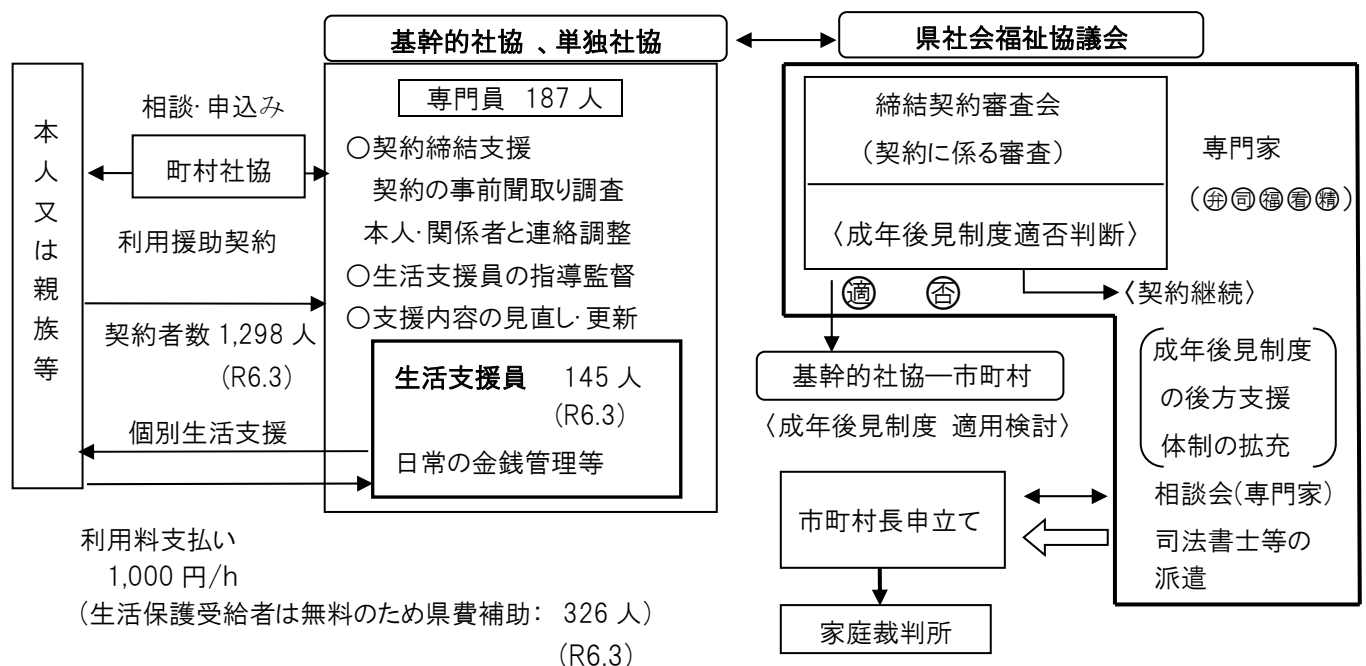 基幹的社協 、単独社協
県社会福祉協議会
本人又は親族等
相談・申込み
町村社協
利用援助契約
契約者数 1,298 人
(R6.3)
個別生活支援
専門員 187 人
○契約締結支援
契約の事前聞取り調査
本人・関係者と連絡調整
○生活支援員の指導監督
○支援内容の見直し・更新
生活支援員 145 人
(R6.3)
日常の金銭管理等
利用料支払い
1,000 円/h
(生活保護受給者は無料のため県費補助: 326 人)
(R6.3)
締結契約審査会
(契約に係る審査)
〈成年後見制度適否判断〉
専門家
(㊎司福看精)
適 否
〈契約継続〉
基幹的社協―市町村
〈成年後見制度 適用検討〉
成年後見制度
の後方支援
体制の拡充
相談会(専門家)
司法書士等の
派遣
市町村長申立て
家庭裁判所